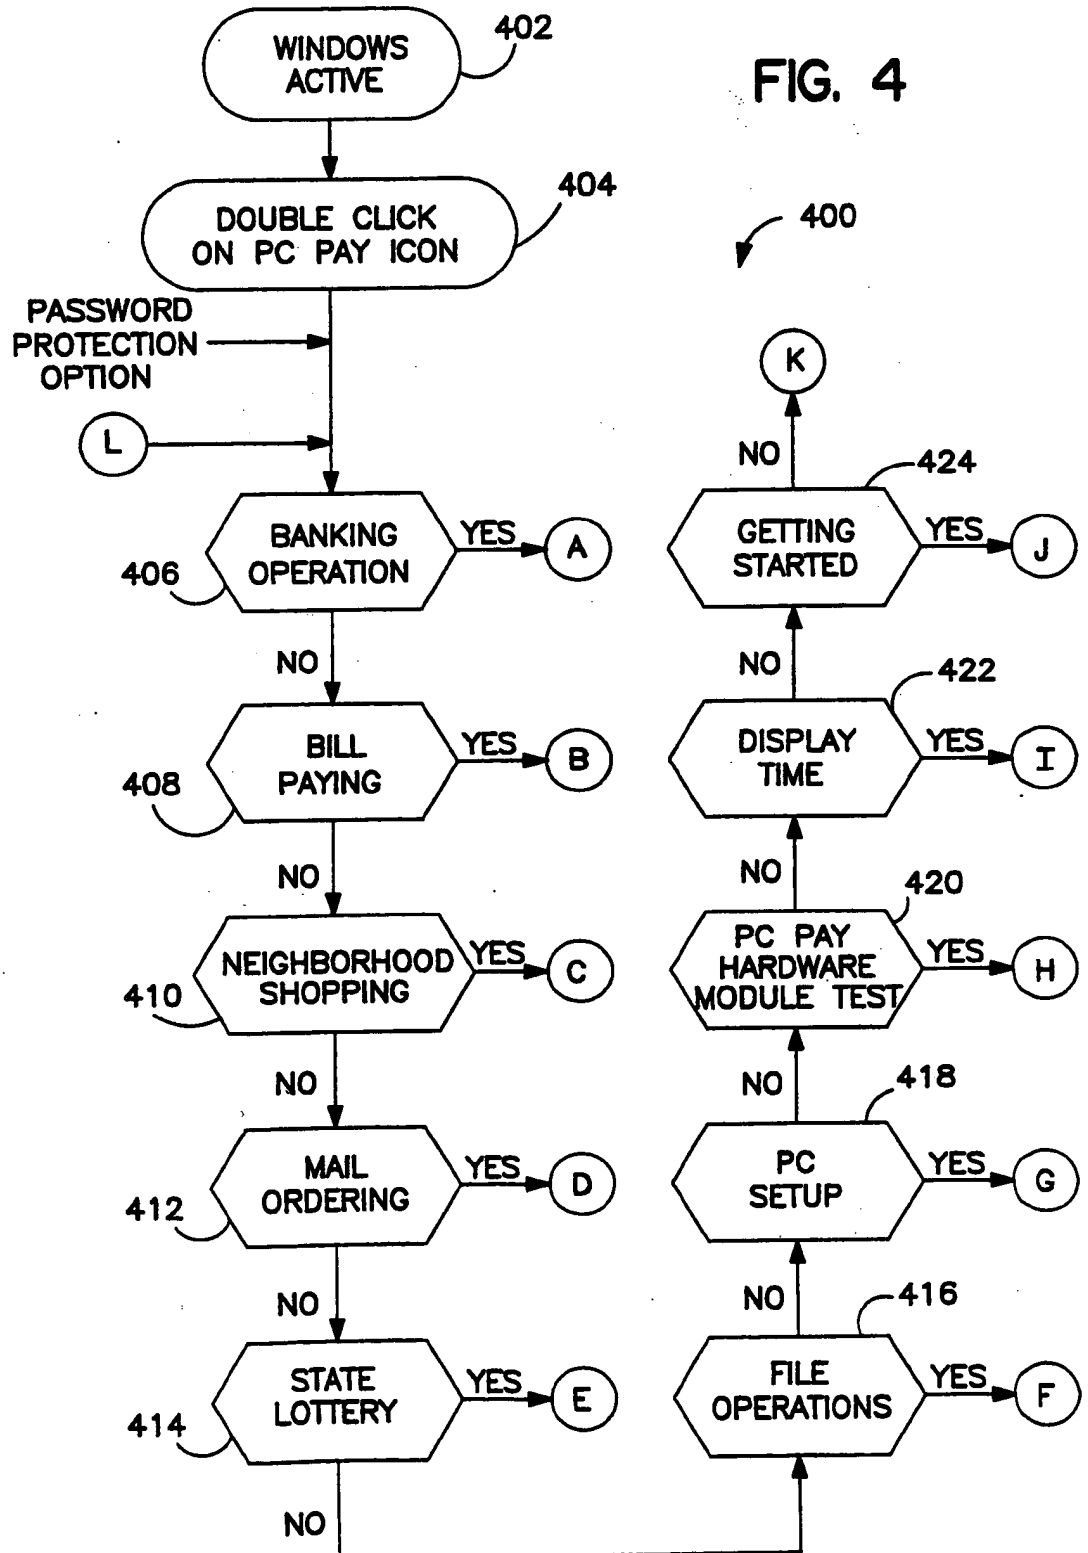 FIG. 4
400
WINDOWS
ACTIVE
402
DOUBLE CLICK
ON PC PAY ICON
404
PASSWORD
PROTECTION
OPTION
L
BANKING
OPERATION
406
YES
A
NO
BILL
PAYING
408
YES
B
NO
NEIGHBORHOOD
SHOPPING
410
YES
C
NO
MAIL
ORDERING
412
YES
D
NO
STATE
LOTTERY
414
YES
E
NO
FILE
OPERATIONS
416
YES
F
NO
PC
SETUP
418
YES
G
NO
PC PAY
HARDWARE
MODULE TEST
420
YES
H
NO
DISPLAY
TIME
422
YES
I
NO
GETTING
STARTED
424
YES
J
NO
K